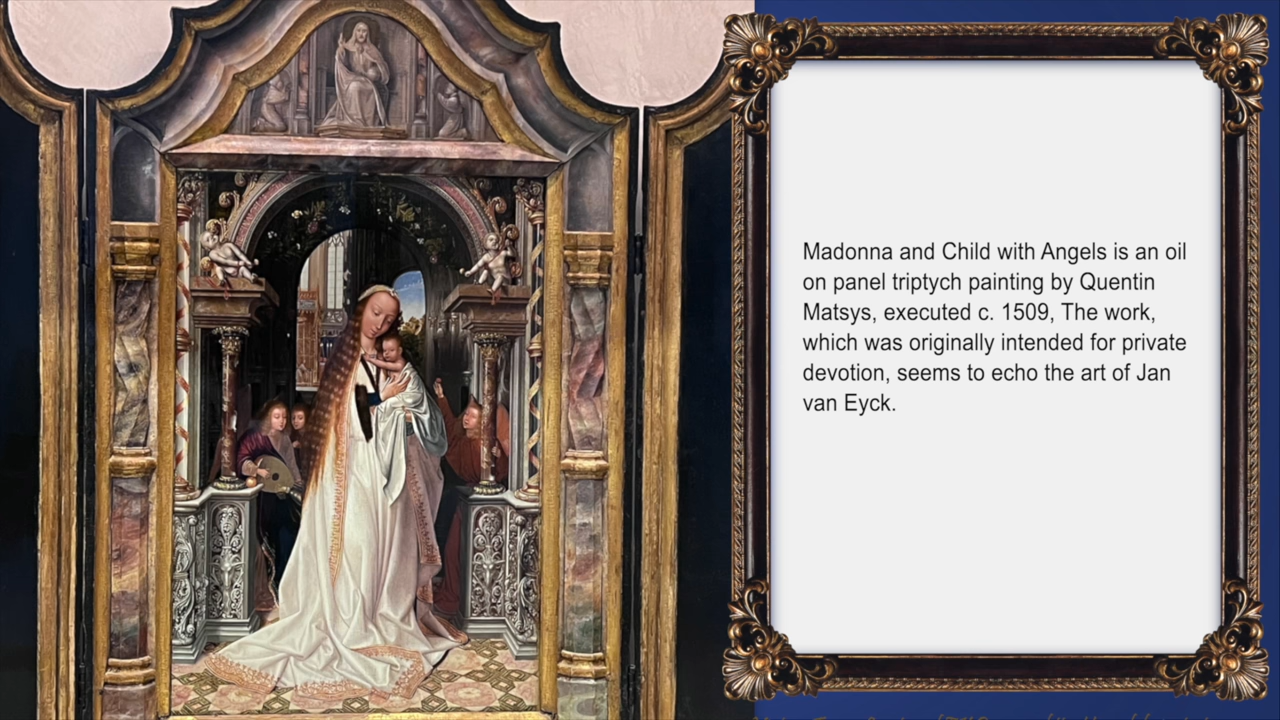 Madonna and Child with Angels is an oil
on panel triptych painting by Quentin
Matsys, executed c. 1509, The work,
which was originally intended for private
devotion, seems to echo the art of Jan
van Eyck.